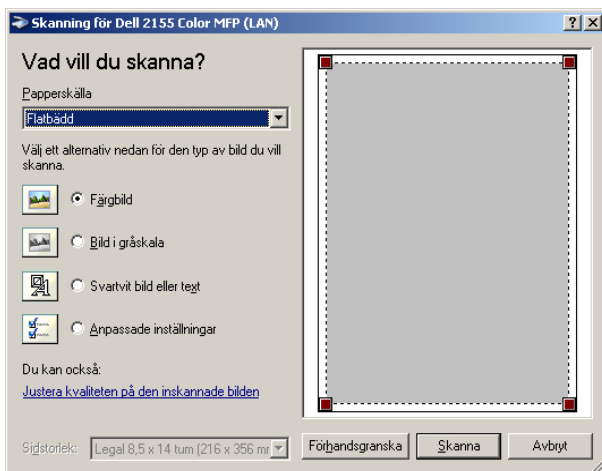 Skanning för Dell 2155 Color MFP (LAN)
Vad vill du skanna?
Papperskälla
Flatbädd
Välj ett alternativ nedan för den typ av bild du vill
skanna.
Färgbild
Bild i gråskala
Svartvit bild eller text
Anpassade inställningar
Du kan också:
Justera kvaliteten på den inskannade bilden
Sidstorlek:
Legal 8,5 x 14 tum (216 x 356 mr
Förhandsgranska
Skanna
Avbryt